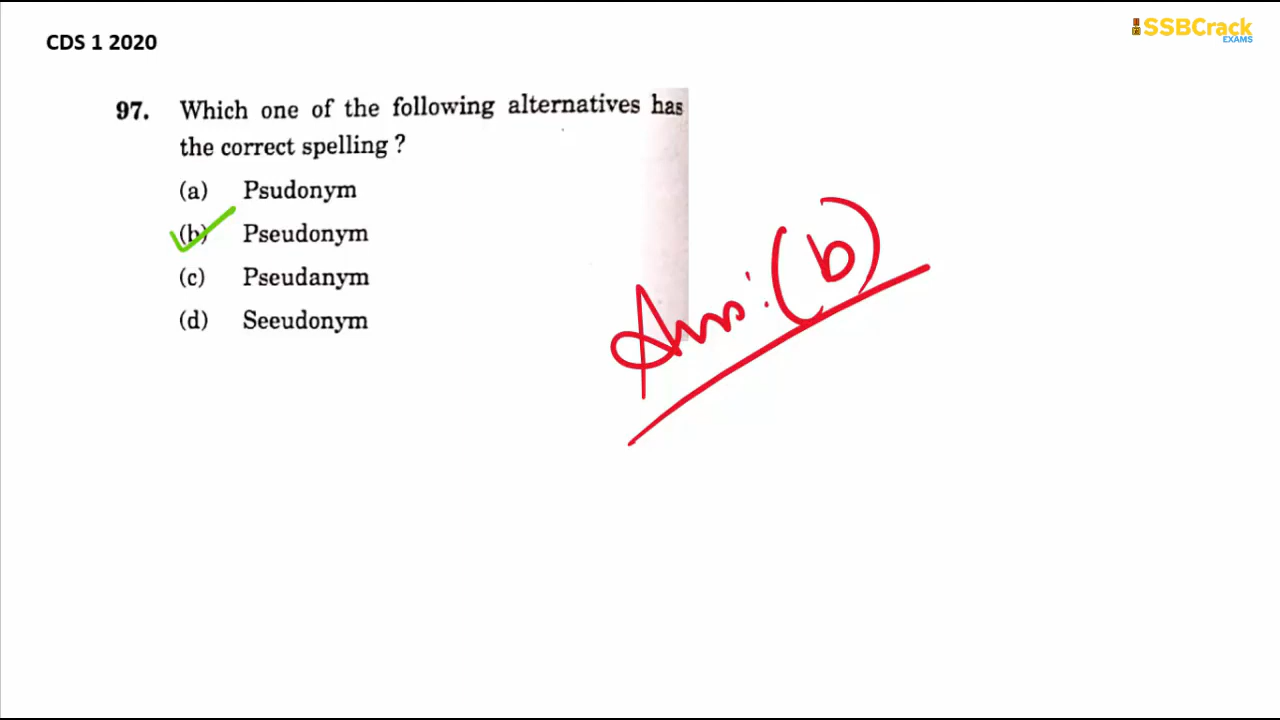 CDS 1 2020
SSBCrack
EXAMS
97. Which one of the following alternatives has
the correct spelling ?
(a) Psudonym
(b) Pseudonym
(c) Pseudanym
(d) Seeudonym
Ans: (b)